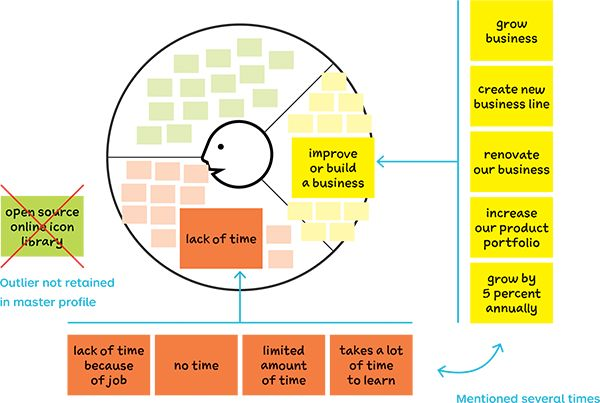 grow
business
create new
business line
renovate
our business
increase
our product
portfolio
grow by
5 percent
annually
improve
or build
a business
lack of time
open source
online icon
library
Outlier not retained
in master profile
lack of time
because
of job
no time
limited
amount
of time
takes a lot
of time
to learn
Mentioned several times